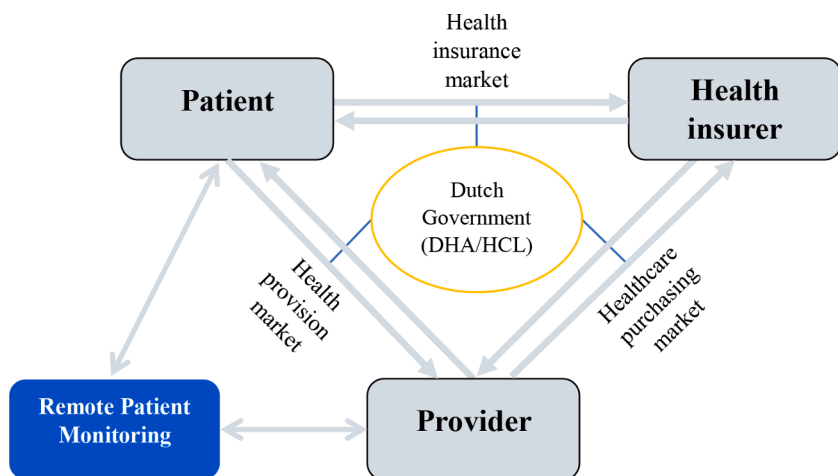 Health
insurance
market
Patient
Health
insurer
Dutch
Government
(DHA/HCL)
Health
provision
market
Healthcare
purchasing
market
Remote Patient
Monitoring
Provider